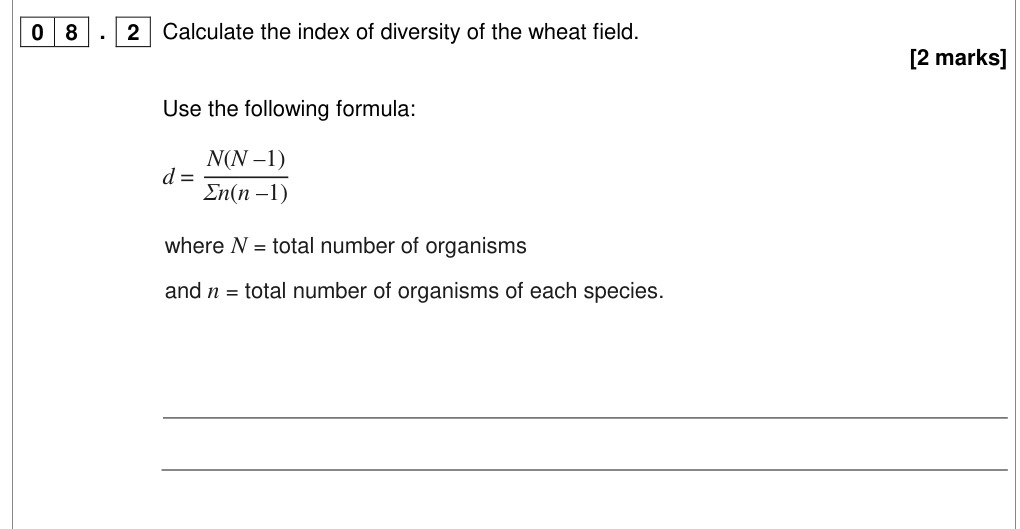 0 8 . 2 Calculate the index of diversity of the wheat field.
[2 marks]
Use the following formula:
d = N(N –1) / Σn(n –1)
where N = total number of organisms
and n = total number of organisms of each species.